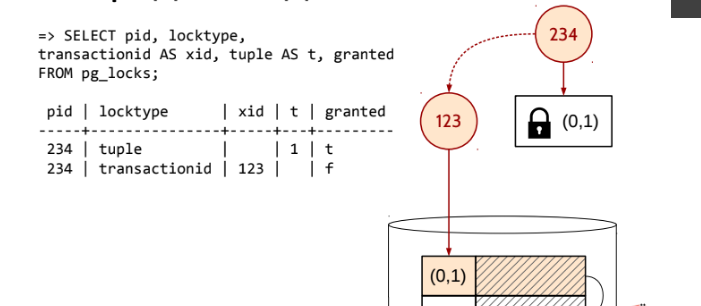 => SELECT pid, locktype,
transactionid AS xid, tuple AS t, granted
FROM pg_locks;
pid | locktype | xid | t | granted
-----+---------------+-----+---+---------
234 | tuple | | 1 | t
234 | transactionid | 123 | | f
234
123
(0,1)
(0,1)